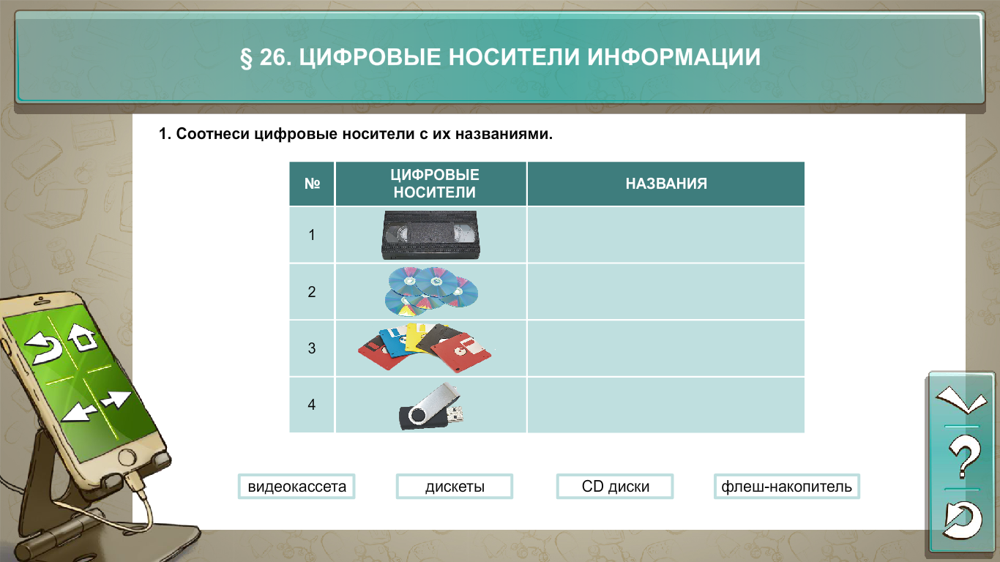 § 26. ЦИФРОВЫЕ НОСИТЕЛИ ИНФОРМАЦИИ
1. Соотнеси цифровые носители с их названиями.
№
ЦИФРОВЫЕ
НОСИТЕЛИ
НАЗВАНИЯ
1
2
3
4
видеокассета
дискеты
CD диски
флеш-накопитель
?